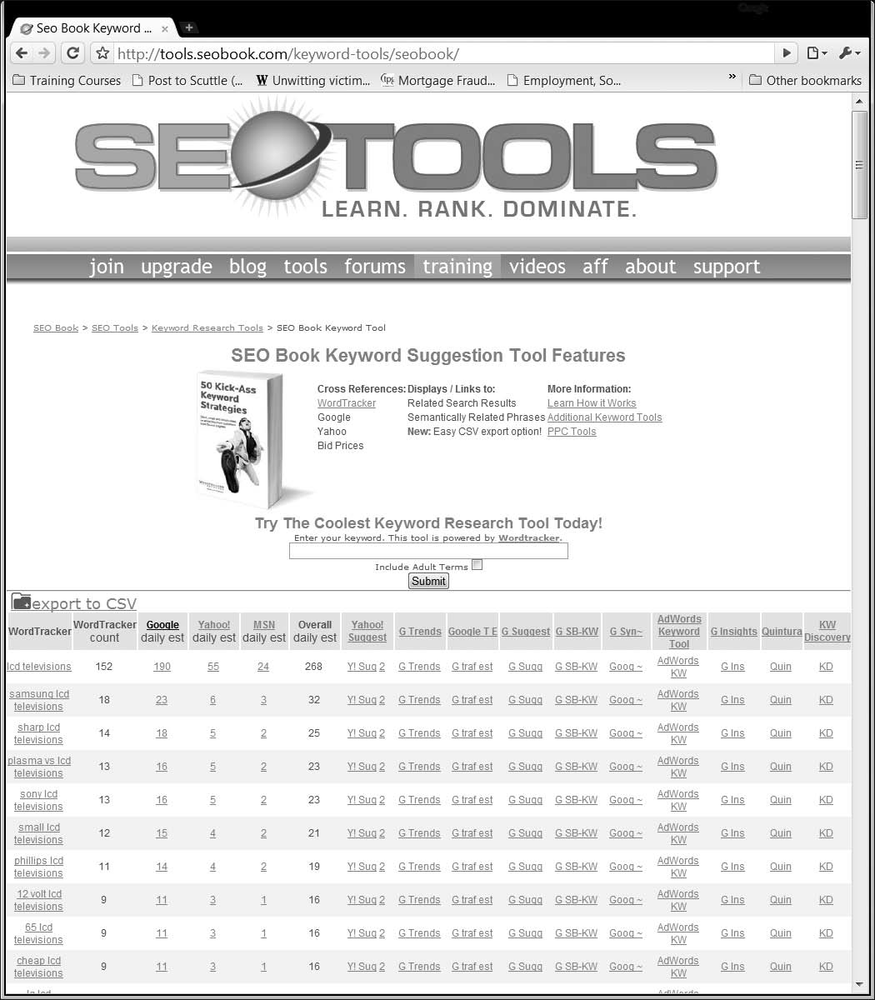 Google
Seo Book Keyword ...
http://tools.seobook.com/keyword-tools/seobook/
Training Courses Post to Scuttle (... W Unwitting victim... tps Mortgage Fraud... Employment, So... » Other bookmarks
SEOTOOLS
LEARN. RANK. DOMINATE.
join upgrade blog tools forums training videos aff about support
SEO Book > SEO Tools > Keyword Research Tools > SEO Book Keyword Tool
SEO Book Keyword Suggestion Tool Features
50 Kick-Ass
Keyword
Strategies
WORDTRACKER
Cross References: Displays / Links to: More Information:
WordTracker Related Search Results Learn How it Works
Google Semantically Related Phrases Additional Keyword Tools
Yahoo New: Easy CSV export option! PPC Tools
Bid Prices
Try The Coolest Keyword Research Tool Today!
Enter your keyword. This tool is powered by Wordtracker.
Include Adult Terms
Submit
export to CSV
WordTracker WordTracker count Google daily est Yahoo! daily est MSN daily est Overall daily est Yahoo! Suggest G Trends Google T E G Suggest G SB-KW G Syn~ AdWords Keyword Tool G Insights Quintura KW Discovery
lcd televisions 152 190 55 24 268 Y! Sug 2 G Trends G traf est G Sugg G SB-KW Goog ~ AdWords KW G Ins Quin KD
samsung lcd televisions 18 23 6 3 32 Y! Sug 2 G Trends G traf est G Sugg G SB-KW Goog ~ AdWords KW G Ins Quin KD
sharp lcd televisions 14 18 5 2 25 Y! Sug 2 G Trends G traf est G Sugg G SB-KW Goog ~ AdWords KW G Ins Quin KD
plasma vs lcd televisions 13 16 5 2 23 Y! Sug 2 G Trends G traf est G Sugg G SB-KW Goog ~ AdWords KW G Ins Quin KD
sony lcd televisions 13 16 5 2 23 Y! Sug 2 G Trends G traf est G Sugg G SB-KW Goog ~ AdWords KW G Ins Quin KD
small lcd televisions 12 15 4 2 21 Y! Sug 2 G Trends G traf est G Sugg G SB-KW Goog ~ AdWords KW G Ins Quin KD
phillips lcd televisions 11 14 4 2 19 Y! Sug 2 G Trends G traf est G Sugg G SB-KW Goog ~ AdWords KW G Ins Quin KD
12 volt lcd televisions 9 11 3 1 16 Y! Sug 2 G Trends G traf est G Sugg G SB-KW Goog ~ AdWords KW G Ins Quin KD
65 lcd televisions 9 11 3 1 16 Y! Sug 2 G Trends G traf est G Sugg G SB-KW Goog ~ AdWords KW G Ins Quin KD
cheap lcd televisions 9 11 3 1 16 Y! Sug 2 G Trends G traf est G Sugg G SB-KW Goog ~ AdWords KW G Ins Quin KD